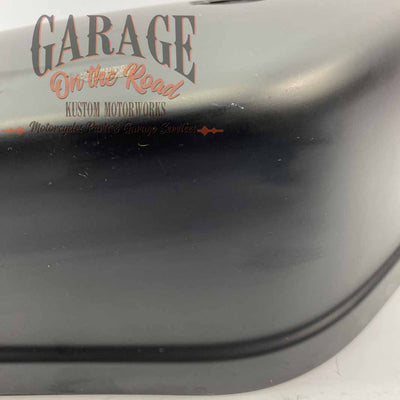 GARAGE
On the Road
KUSTOM MOTORWORKS
Motorcycles Parts & Garage Services